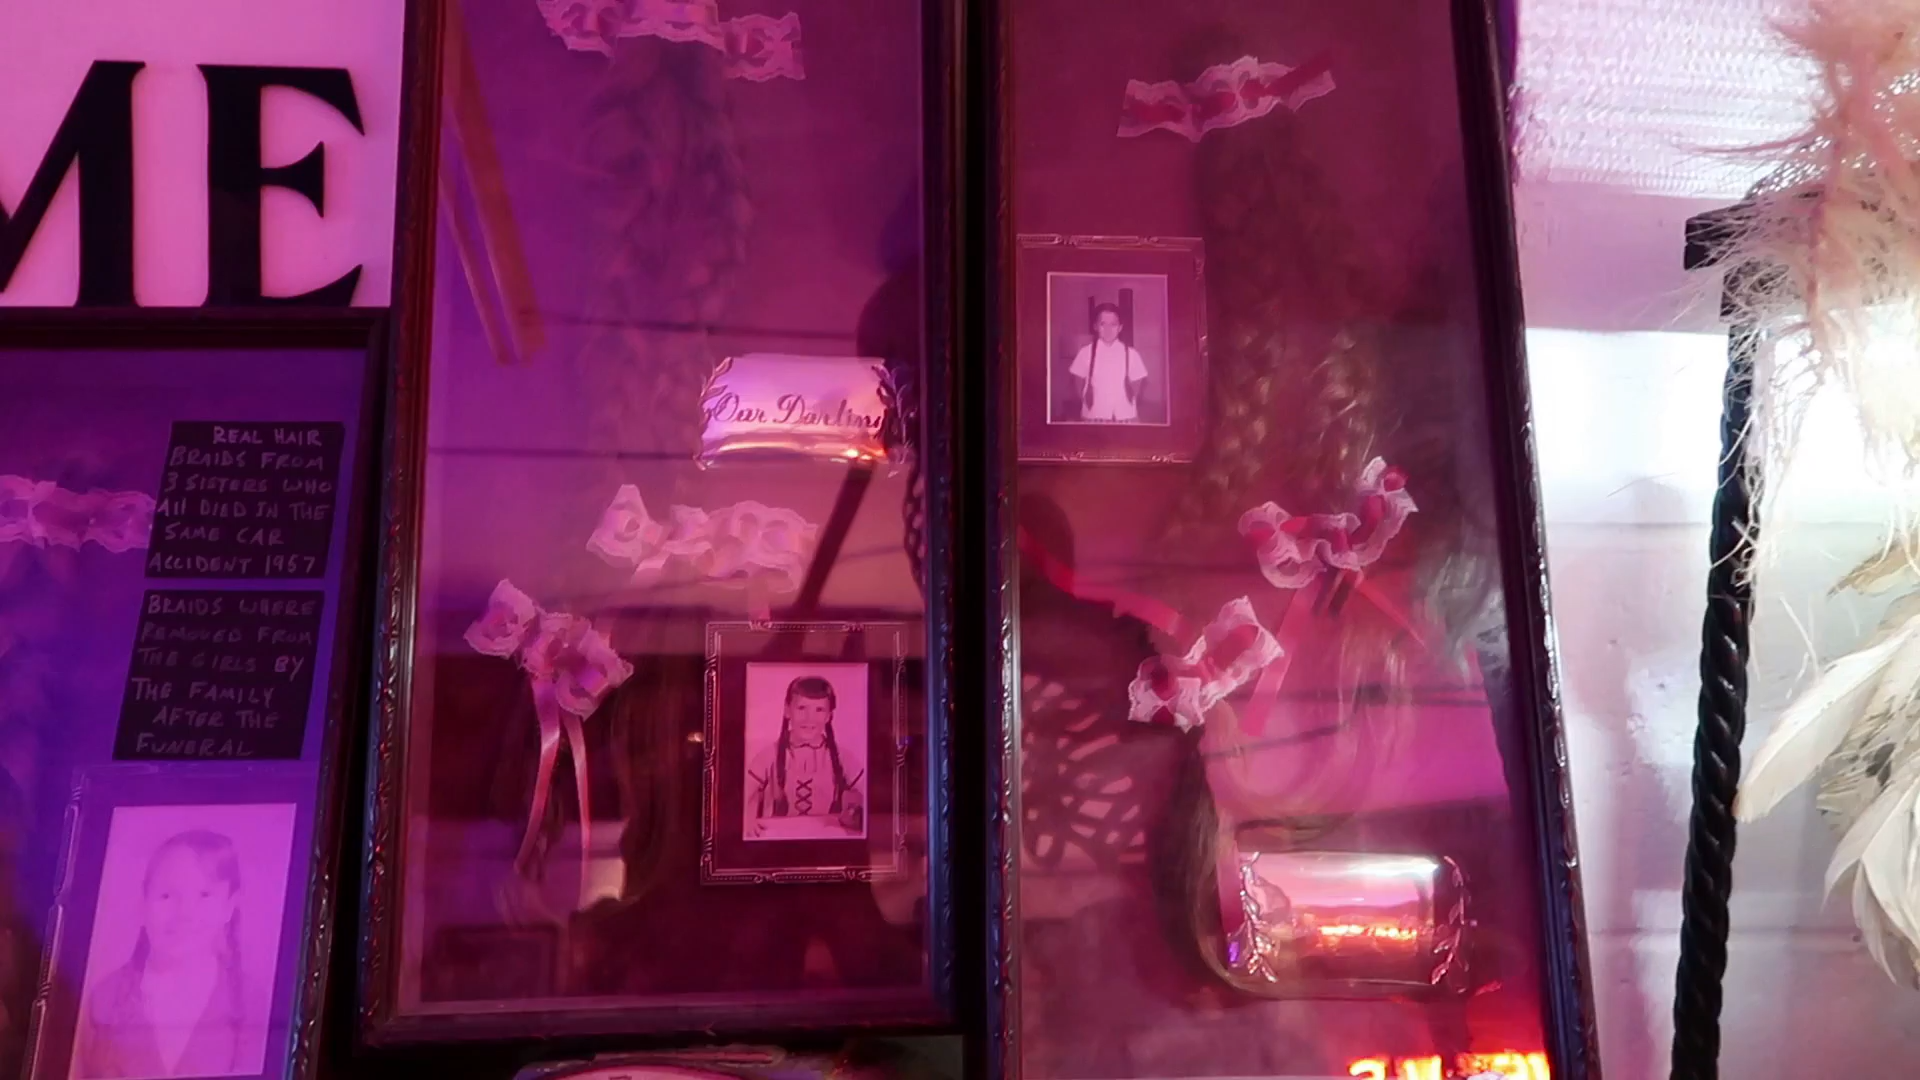 ME
REAL HAIR
BRAIDS FROM
3 SISTERS WHO
All DIED IN THE
SAME CAR
ACCIDENT 1957
BRAIDS WHERE
REMOVED FROM
THE GIRLS BY
THE FAMILY
AFTER THE
FUNERAL
Our Darling